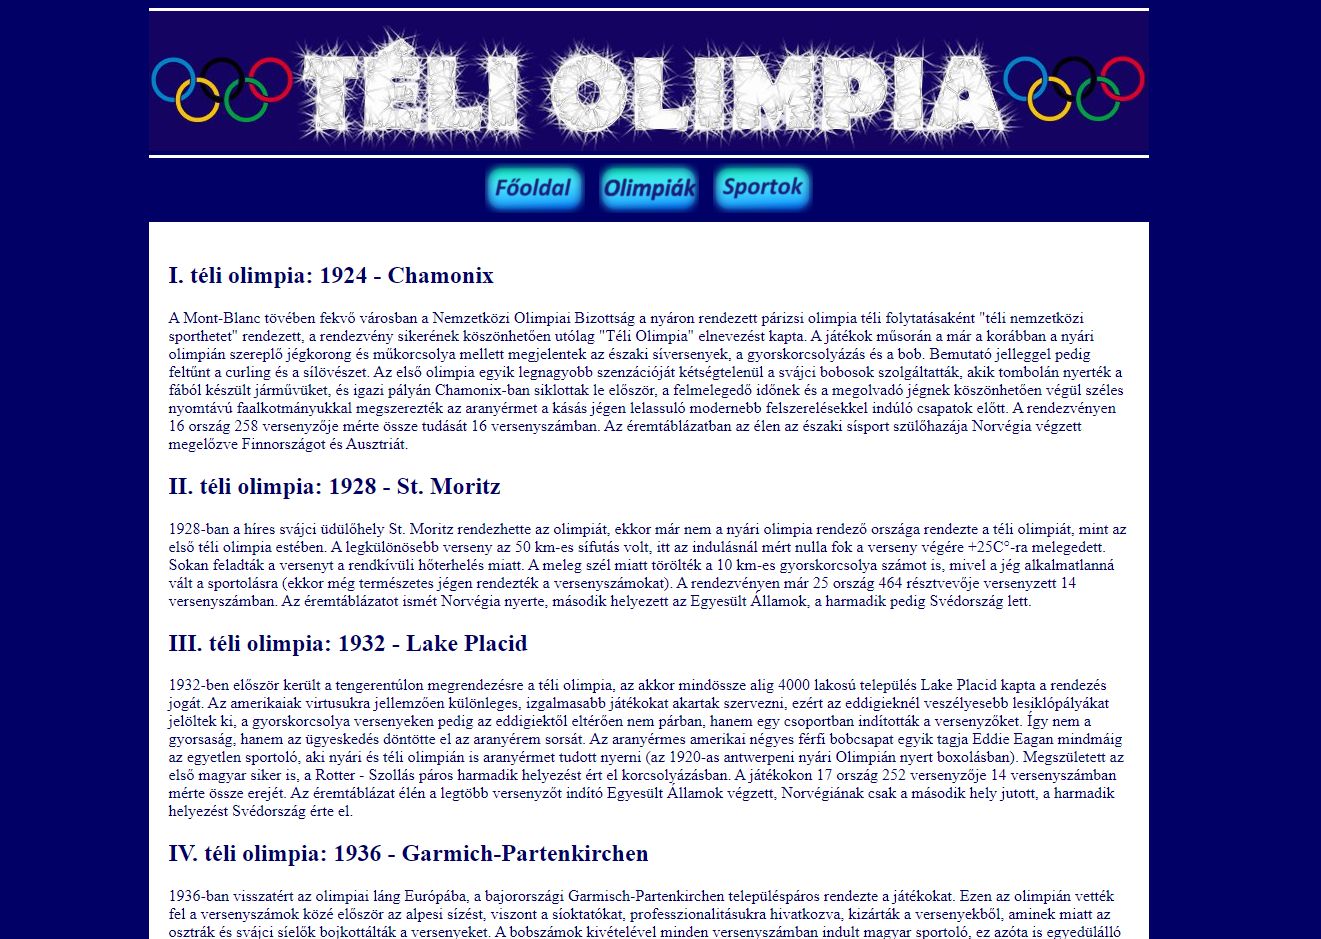 TÉLI OLIMPIA
Főoldal Olimpiák Sportok
I. téli olimpia: 1924 - Chamonix
A Mont-Blanc tövében fekvő városban a Nemzetközi Olimpiai Bizottság a nyáron rendezett párizsi olimpia téli folytatásaként "téli nemzetközi
sporthetet" rendezett, a rendezvény sikerének köszönhetően utólag "Téli Olimpia" elnevezést kapta. A játékok műsorán a már a korábban a nyári
olimpián szereplő jégkorong és műkorcsolya mellett megjelentek az északi síversenyek, a gyorskorcsolyázás és a bob. Bemutató jelleggel pedig
feltűnt a curling és a sílövészet. Az első olimpia egyik legnagyobb szenzációját kétségtelenül a svájci bobosok szolgáltatták, akik tombolán nyerték a
fából készült járművüket, és igazi pályán Chamonix-ban siklottak le először, a felmelegedő időnek és a megolvadó jégnek köszönhetően végül széles
nyomtávú faalkotmányukkal megszerezték az aranyérmet a kásás jégen lelassuló modernebb felszerelésekkel indúló csapatok előtt. A rendezvényen
16 ország 258 versenyzője mérte össze tudását 16 versenyszámban. Az éremtáblázatban az élen az északi sísport szülőhazája Norvégia végzett
megelőzve Finnországot és Ausztriát.
II. téli olimpia: 1928 - St. Moritz
1928-ban a híres svájci üdülőhely St. Moritz rendezhette az olimpiát, ekkor már nem a nyári olimpia rendező országa rendezte a téli olimpiát, mint az
első téli olimpia estében. A legkülönösebb verseny az 50 km-es sífutás volt, itt az indulásnál mért nulla fok a verseny végére +25C°-ra melegedett.
Sokan feladták a versenyt a rendkívüli hőterhelés miatt. A meleg szél miatt törölték a 10 km-es gyorskorcsolya számot is, mivel a jég alkalmatlanná
vált a sportolásra (ekkor még természetes jégen rendezték a versenyszámokat). A rendezvényen már 25 ország 464 résztvevője versenyzett 14
versenyszámban. Az éremtáblázatot ismét Norvégia nyerte, második helyezett az Egyesült Államok, a harmadik pedig Svédország lett.
III. téli olimpia: 1932 - Lake Placid
1932-ben először került a tengerentúlon megrendezésre a téli olimpia, az akkor mindössze alig 4000 lakosú település Lake Placid kapta a rendezés
jogát. Az amerikaiak virtusukra jellemzően különleges, izgalmasabb játékokat akartak szervezni, ezért az eddigieknél veszélyesebb lesiklópályákat
jelöltek ki, a gyorskorcsolya versenyeken pedig az eddigiektől eltérően nem párban, hanem egy csoportban indították a versenyzőket. Így nem a
gyorsaság, hanem az ügyeskedés döntötte el az aranyérem sorsát. Az aranyérmes amerikai négyes férfi bobcsapat egyik tagja Eddie Eagan mindmáig
az egyetlen sportoló, aki nyári és téli olimpián is aranyérmet tudott nyerni (az 1920-as antwerpeni nyári Olimpián nyert boxolásban). Megszületett az
első magyar siker is, a Rotter - Szollás páros harmadik helyezést ért el korcsolyázásban. A játékokon 17 ország 252 versenyzője 14 versenyszámban
mérte össze erejét. Az éremtáblázat élén a legtöbb versenyzőt indító Egyesült Államok végzett, Norvégiának csak a második hely jutott, a harmadik
helyezést Svédország érte el.
IV. téli olimpia: 1936 - Garmich-Partenkirchen
1936-ban visszatért az olimpiai láng Európába, a bajorországi Garmisch-Partenkirchen településpáros rendezte a játékokat. Ezen az olimpián vették
fel a versenyszámok közé először az alpesi sízést, viszont a síoktatókat, professzionalitásukra hivatkozva, kizárták a versenyekből, aminek miatt az
osztrák és svájci síelők bojkottálták a versenyeket. A bobszámok kivételével minden versenyszámban indult magyar sportoló, ez azóta is egyedülálló